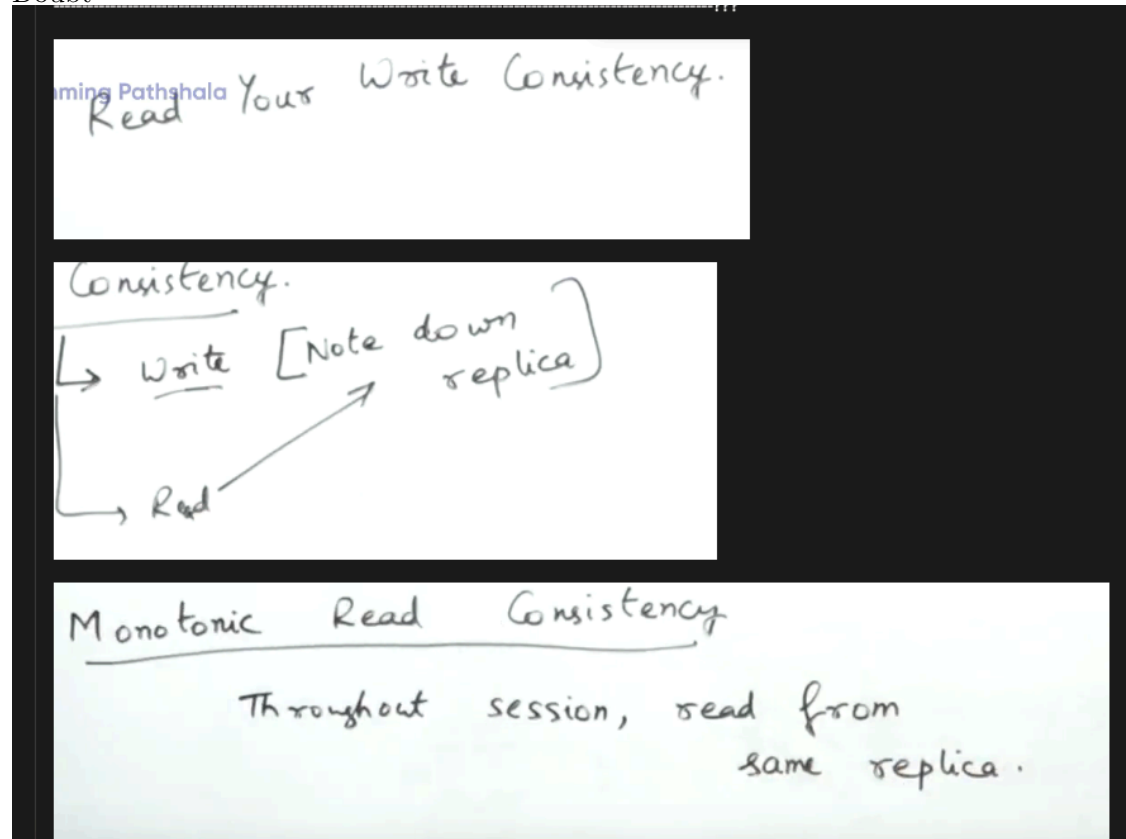 Doubt
???
Read Your Write Consistency.
Pathshala
Consistency.
Write [Note down
replica]
Read
Monotonic Read Consistency
Throughout session, read from
same replica.